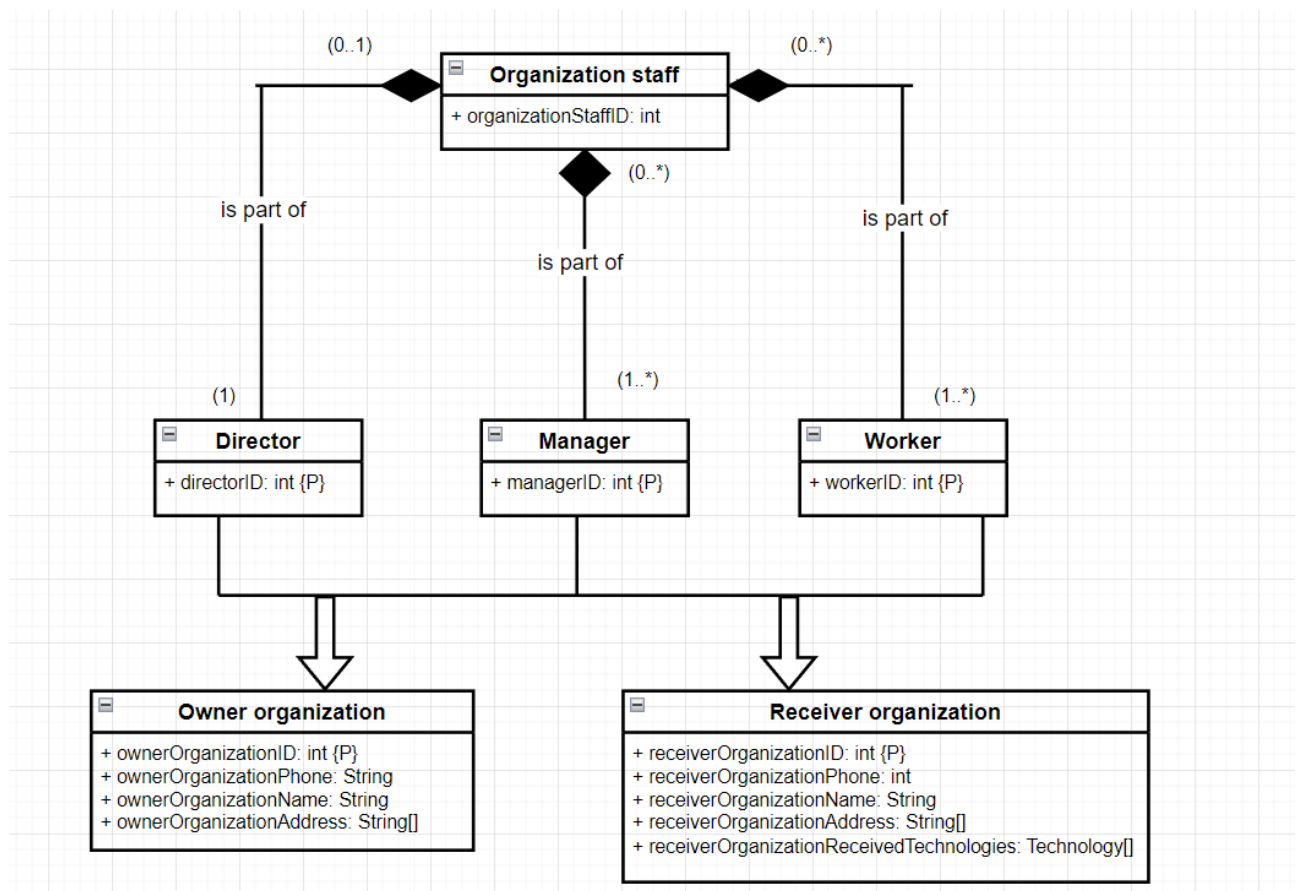 (0..1)
(0..*)
Organization staff
+ organizationStaffID: int
(0..*)
is part of
is part of
is part of
(1)
(1..*)
(1..*)
Director
+ directorID: int {P}
Manager
+ managerID: int {P}
Worker
+ workerID: int {P}
Owner organization
+ ownerOrganizationID: int {P}
+ ownerOrganizationPhone: String
+ ownerOrganizationName: String
+ ownerOrganizationAddress: String[]
Receiver organization
+ receiverOrganizationID: int {P}
+ receiverOrganizationPhone: int
+ receiverOrganizationName: String
+ receiverOrganizationAddress: String[]
+ receiverOrganizationReceivedTechnologies: Technology[]